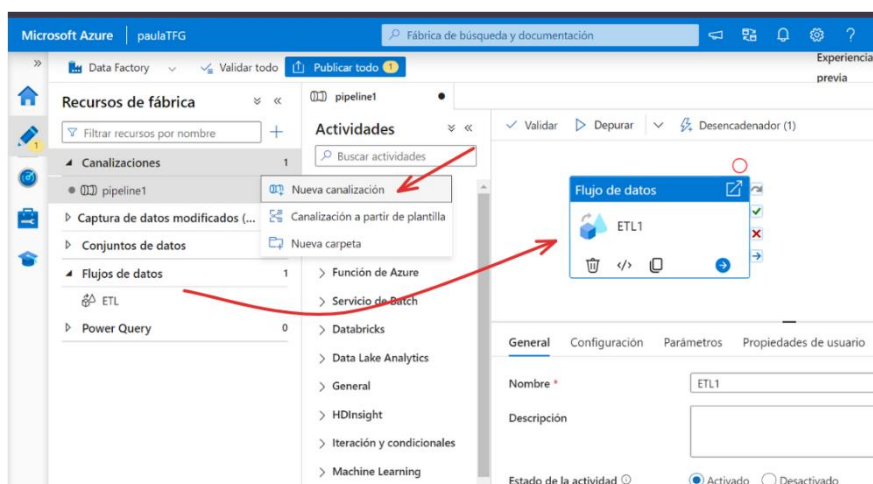 Microsoft Azure | paulaTFG
Fábrica de búsqueda y documentación
Data Factory
Validar todo
Publicar todo 1
Experiencia
previa
Recursos de fábrica
Filtrar recursos por nombre
1
Canalizaciones 1
pipeline1
Captura de datos modificados (...
Conjuntos de datos
Flujos de datos 1
ETL
Power Query 0
pipeline1
Actividades
Buscar actividades
Nueva canalización
Canalización a partir de plantilla
Nueva carpeta
Función de Azure
Servicio de Batch
Databricks
Data Lake Analytics
General
HDInsight
Iteración y condicionales
Machine Learning
Validar
Depurar
Desencadenador (1)
Flujo de datos
ETL1
General Configuración Parámetros Propiedades de usuario
Nombre * ETL1
Descripción
Estado de la actividad Activado Desactivado